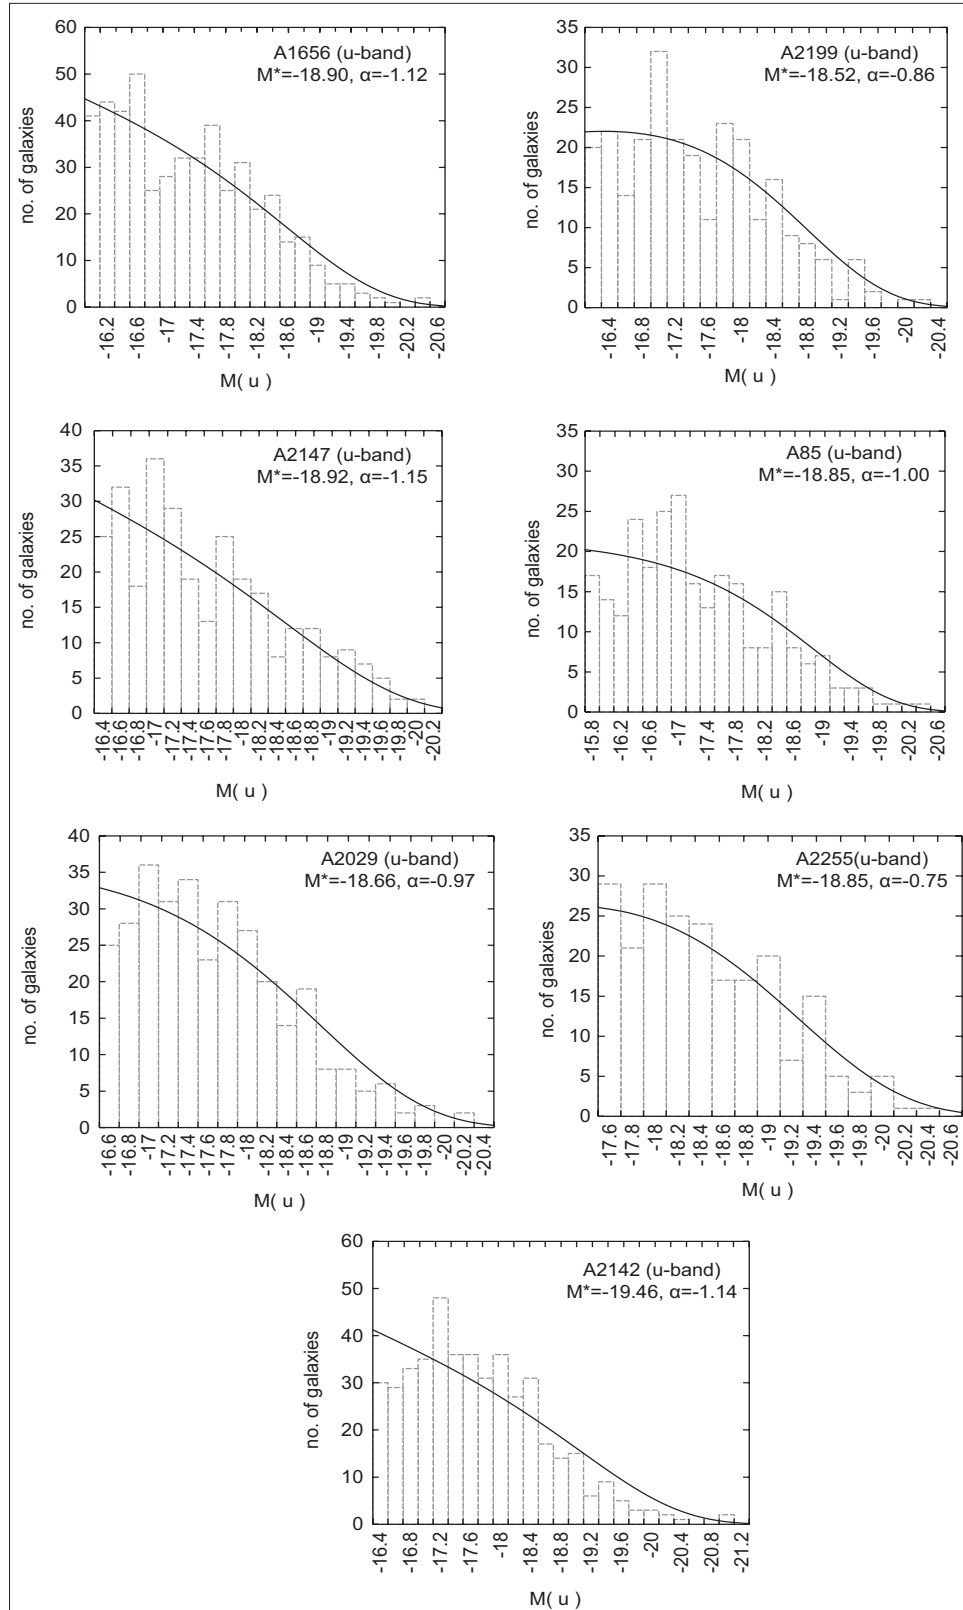 A1656 (u-band)
M*=-18.90, α=-1.12
no. of galaxies
60
50
40
30
20
10
0
-16.2 -16.6 -17 -17.4 -17.8 -18.2 -18.6 -19 -19.4 -19.8 -20.2 -20.6
M( u )
A2199 (u-band)
M*=-18.52, α=-0.86
no. of galaxies
35
30
25
20
15
10
5
0
-16.4 -16.8 -17.2 -17.6 -18 -18.4 -18.8 -19.2 -19.6 -20 -20.4
M( u )
A2147 (u-band)
M*=-18.92, α=-1.15
no. of galaxies
40
35
30
25
20
15
10
5
0
-16.4 -16.6 -16.8 -17 -17.2 -17.4 -17.6 -17.8 -18 -18.2 -18.4 -18.6 -18.8 -19 -19.2 -19.4 -19.6 -19.8 -20 -20.2
M( u )
A85 (u-band)
M*=-18.85, α=-1.00
no. of galaxies
35
30
25
20
15
10
5
0
-15.8 -16.2 -16.6 -17 -17.4 -17.8 -18.2 -18.6 -19 -19.4 -19.8 -20.2 -20.6
M( u )
A2029 (u-band)
M*=-18.66, α=-0.97
no. of galaxies
40
35
30
25
20
15
10
5
0
-16.6 -16.8 -17 -17.2 -17.4 -17.6 -17.8 -18 -18.2 -18.4 -18.6 -18.8 -19 -19.2 -19.4 -19.6 -19.8 -20 -20.2 -20.4
M( u )
A2255(u-band)
M*=-18.85, α=-0.75
no. of galaxies
35
30
25
20
15
10
5
0
-17.6 -17.8 -18 -18.2 -18.4 -18.6 -18.8 -19 -19.2 -19.4 -19.6 -19.8 -20 -20.2 -20.4 -20.6
M( u )
A2142 (u-band)
M*=-19.46, α=-1.14
no. of galaxies
60
50
40
30
20
10
0
-16.4 -16.8 -17.2 -17.6 -18 -18.4 -18.8 -19.2 -19.6 -20 -20.4 -20.8 -21.2
M( u )